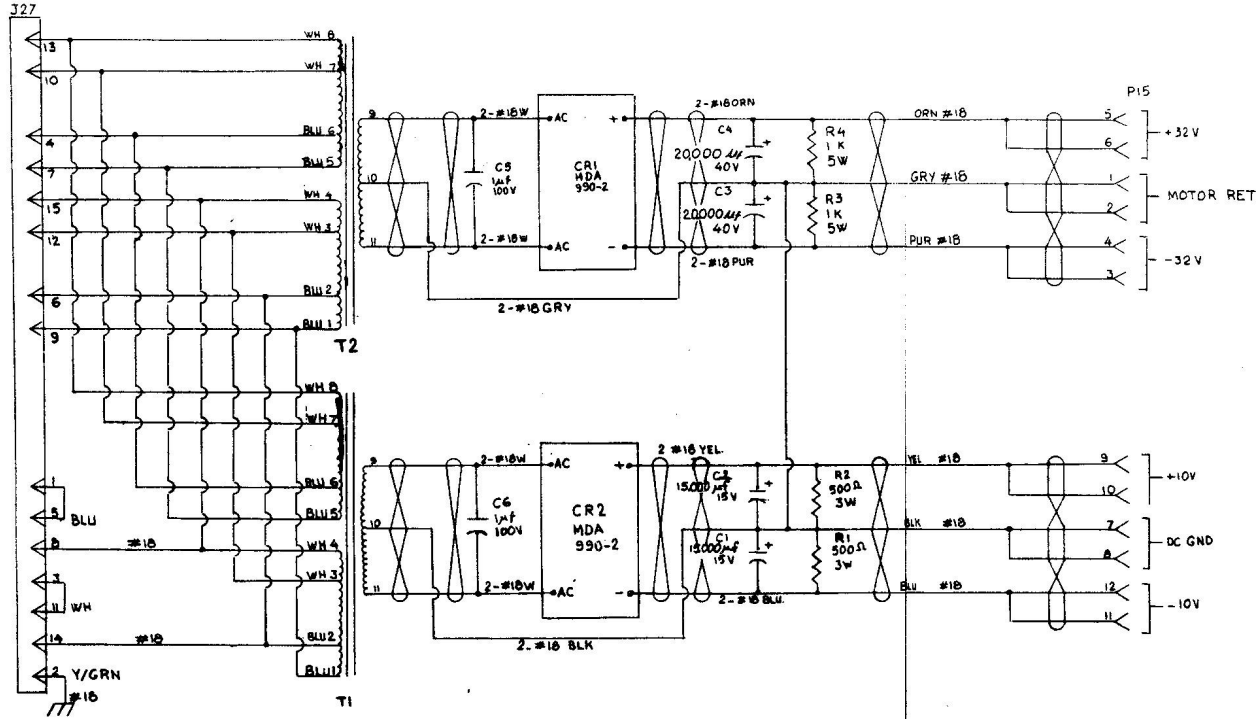 J27
13
10
4
7
15
12
6
9
1
5
BLU
8
#18
3
11
WH
14
#18
2
Y/GRN
#18
WH 8
WH 7
BLU 6
BLU 5
WH 4
WH 3
BLU 2
BLU 1
T2
WH 8
WH 7
BLU 6
BLU 5
WH 4
WH 3
BLU 2
BLU 1
T1
9
10
11
2-#18W
C5
1µf
100V
2-#18W
2-#18 GRY
AC
AC
+
-
CR1
MDA
990-2
2-#18 ORN
C4
20,000 µf
40V
C3
20000 µf
40V
2-#18 PUR
R4
1 K
5W
R3
1K
5W
ORN #18
GRY #18
PUR #18
P15
5
6
1
2
4
3
+32V
MOTOR RET
-32V
9
10
11
2-#18W
C6
1µf
100V
2-#18W
2-#18 BLK
AC
AC
+
-
CR2
MDA
990-2
2 #18 YEL.
C2
15,000 µf
15V
C1
15000 µf
15V
2-#18 BLU.
R2
500Ω
3W
R1
500Ω
3W
YEL #18
BLK #18
BLU #18
9
10
7
8
12
11
+10V
DC GND
-10V